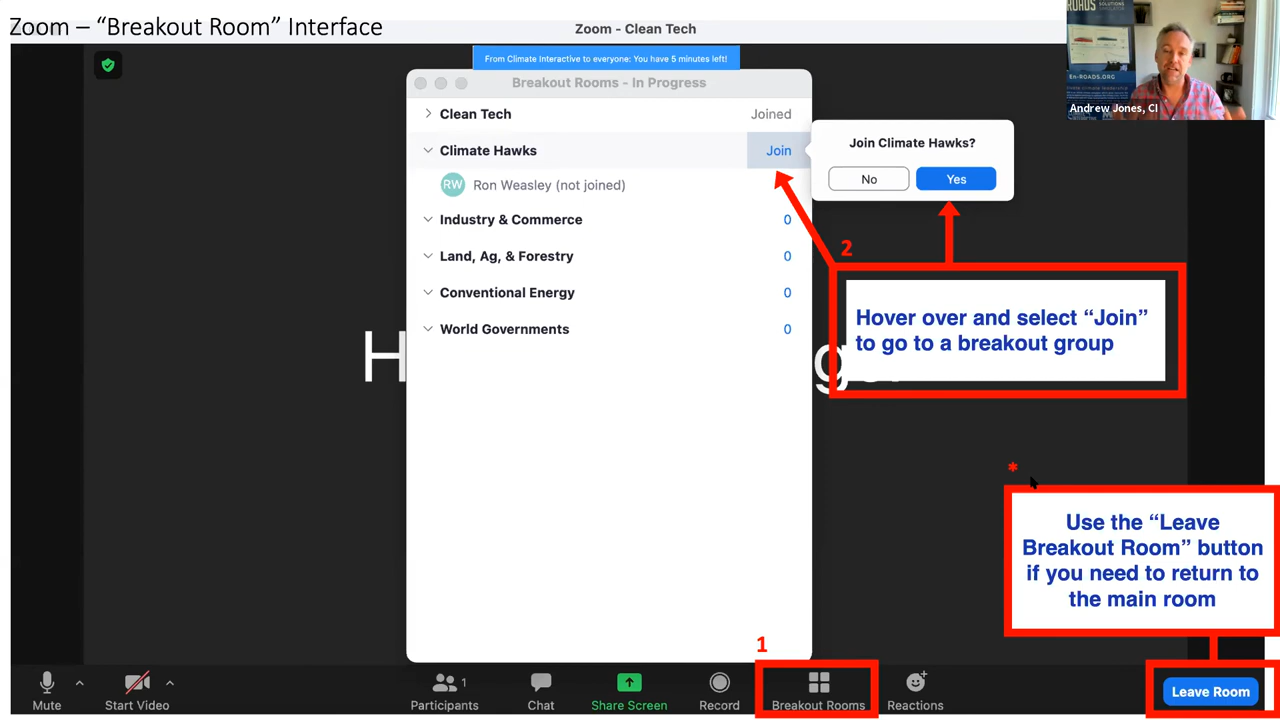 Zoom – “Breakout Room” Interface
Zoom - Clean Tech
From Climate Interactive to everyone: You have 5 minutes left!
Breakout Rooms - In Progress
Clean Tech Joined
Climate Hawks Join
RW Ron Weasley (not joined)
Industry & Commerce 0
Land, Ag, & Forestry 0
Conventional Energy 0
World Governments 0
Join Climate Hawks?
No Yes
2
Hover over and select “Join”
to go to a breakout group
H
*
Use the “Leave
Breakout Room” button
if you need to return to
the main room
1
Mute
Start Video
Participants 1
Chat
Share Screen
Record
Breakout Rooms
Reactions
Leave Room
SOLUTIONS
En-ROADS.ORG
Andrew Jones, CI